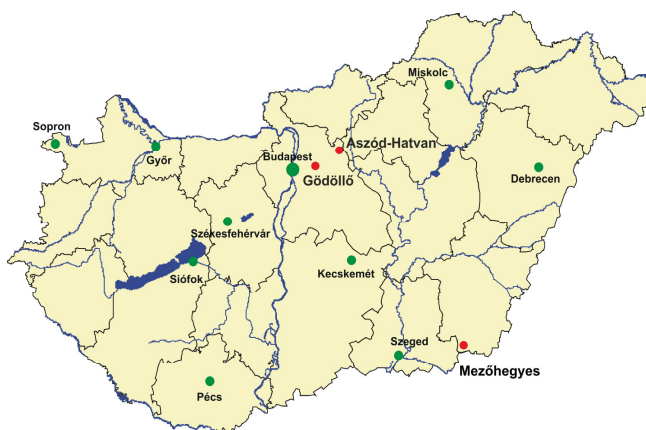 Miskolc
Sopron
Aszód-Hatvan
Győr
Budapest
Gödöllő
Debrecen
Székesfehérvár
Siófok
Kecskemét
Szeged
Mezőhegyes
Pécs